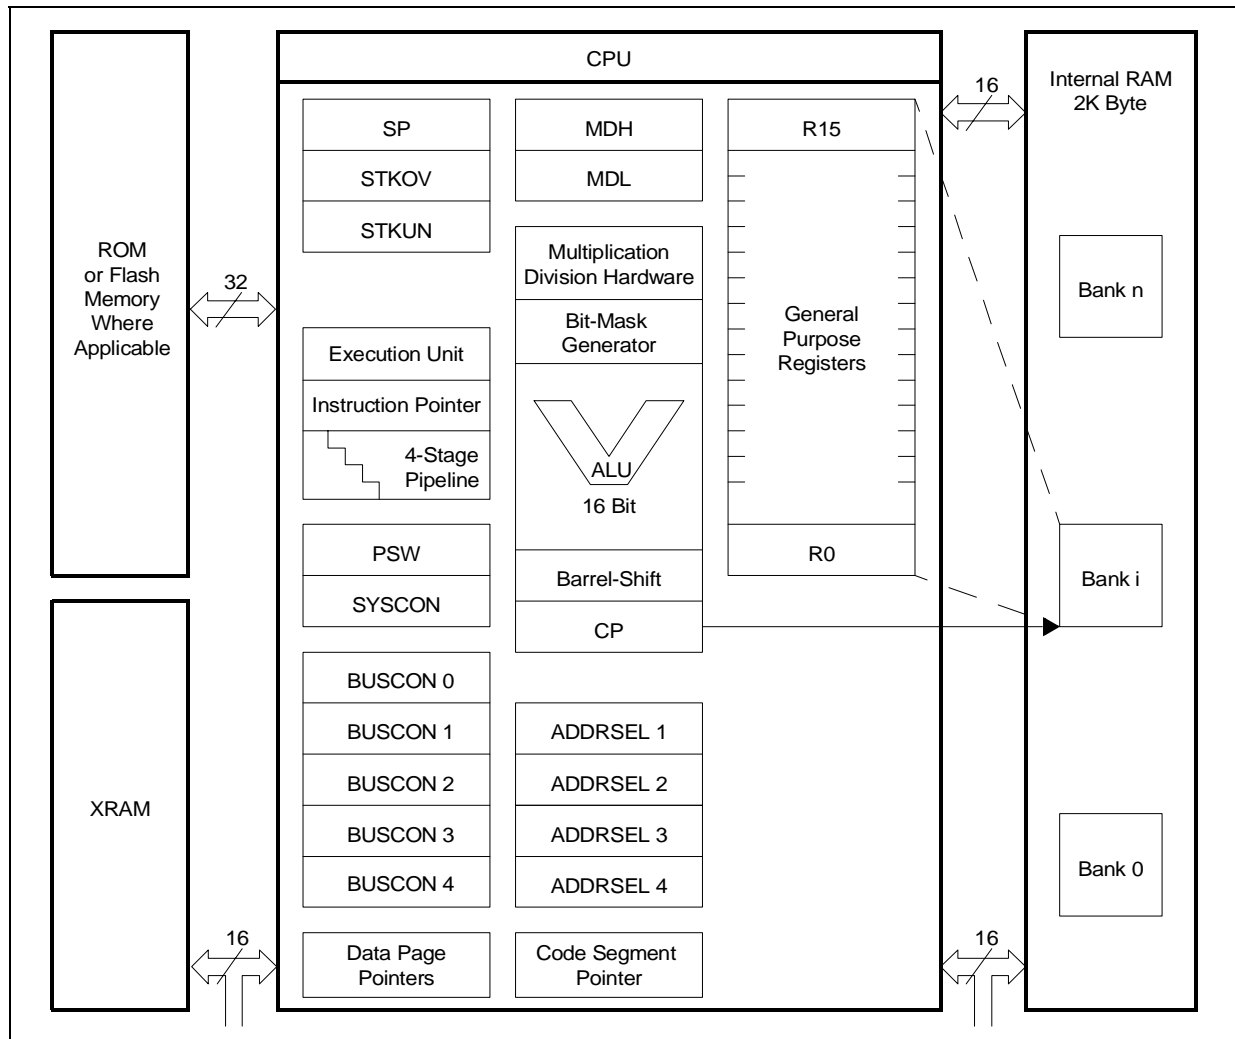 ROM
or Flash
Memory
Where
Applicable
32
XRAM
16
CPU
SP
STKOV
STKUN
Execution Unit
Instruction Pointer
4-Stage
Pipeline
PSW
SYSCON
BUSCON 0
BUSCON 1
BUSCON 2
BUSCON 3
BUSCON 4
Data Page
Pointers
MDH
MDL
Multiplication
Division Hardware
Bit-Mask
Generator
ALU
16 Bit
Barrel-Shift
CP
ADDRSEL 1
ADDRSEL 2
ADDRSEL 3
ADDRSEL 4
Code Segment
Pointer
R15
General
Purpose
Registers
R0
16
16
Internal RAM
2K Byte
Bank n
Bank i
Bank 0